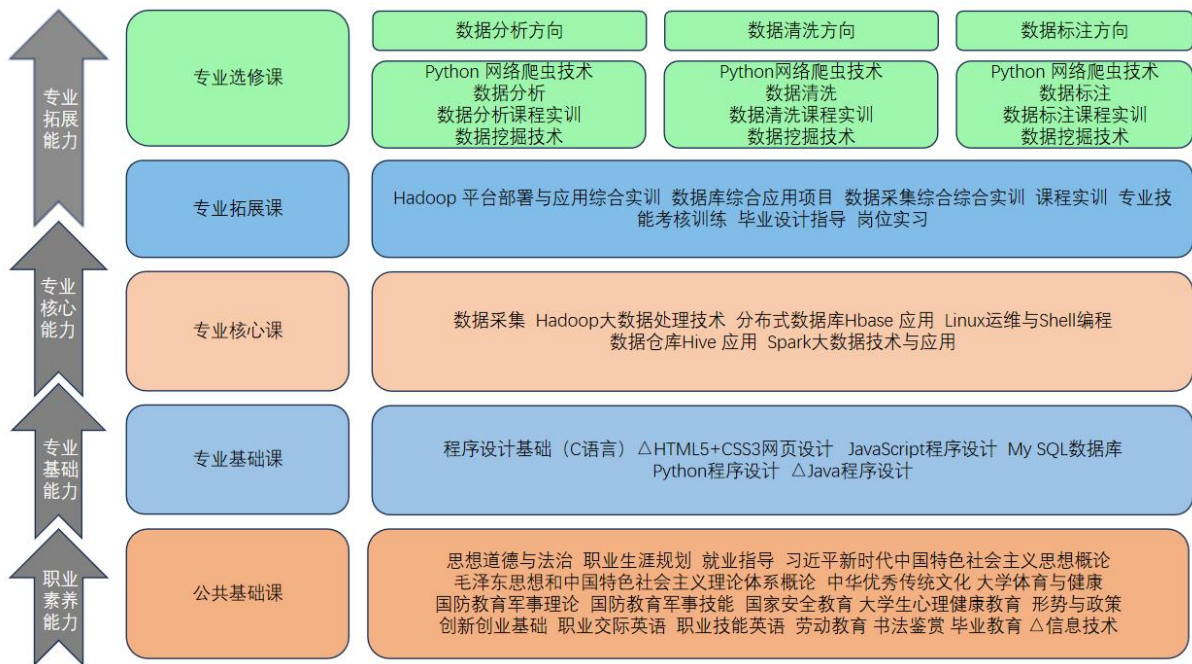 专业
拓展
能力
专业选修课
数据分析方向
Python 网络爬虫技术
数据分析
数据分析课程实训
数据挖掘技术
数据清洗方向
Python网络爬虫技术
数据清洗
数据清洗课程实训
数据挖掘技术
数据标注方向
Python 网络爬虫技术
数据标注
数据标注课程实训
数据挖掘技术
专业拓展课
Hadoop 平台部署与应用综合实训 数据库综合应用项目 数据采集综合综合实训 课程实训 专业技
能考核训练 毕业设计指导 岗位实习
专业
核心
能力
专业核心课
数据采集 Hadoop大数据处理技术 分布式数据库Hbase 应用 Linux运维与Shell编程
数据仓库Hive 应用 Spark大数据技术与应用
专业
基础
能力
专业基础课
程序设计基础（C语言）△HTML5+CSS3网页设计 JavaScript程序设计 My SQL数据库
Python程序设计 △Java程序设计
职业
素养
能力
公共基础课
思想道德与法治 职业生涯规划 就业指导 习近平新时代中国特色社会主义思想概论
毛泽东思想和中国特色社会主义理论体系概论 中华优秀传统文化 大学体育与健康
国防教育军事理论 国防教育军事技能 国家安全教育 大学生心理健康教育 形势与政策
创新创业基础 职业交际英语 职业技能英语 劳动教育 书法鉴赏 毕业教育 △信息技术